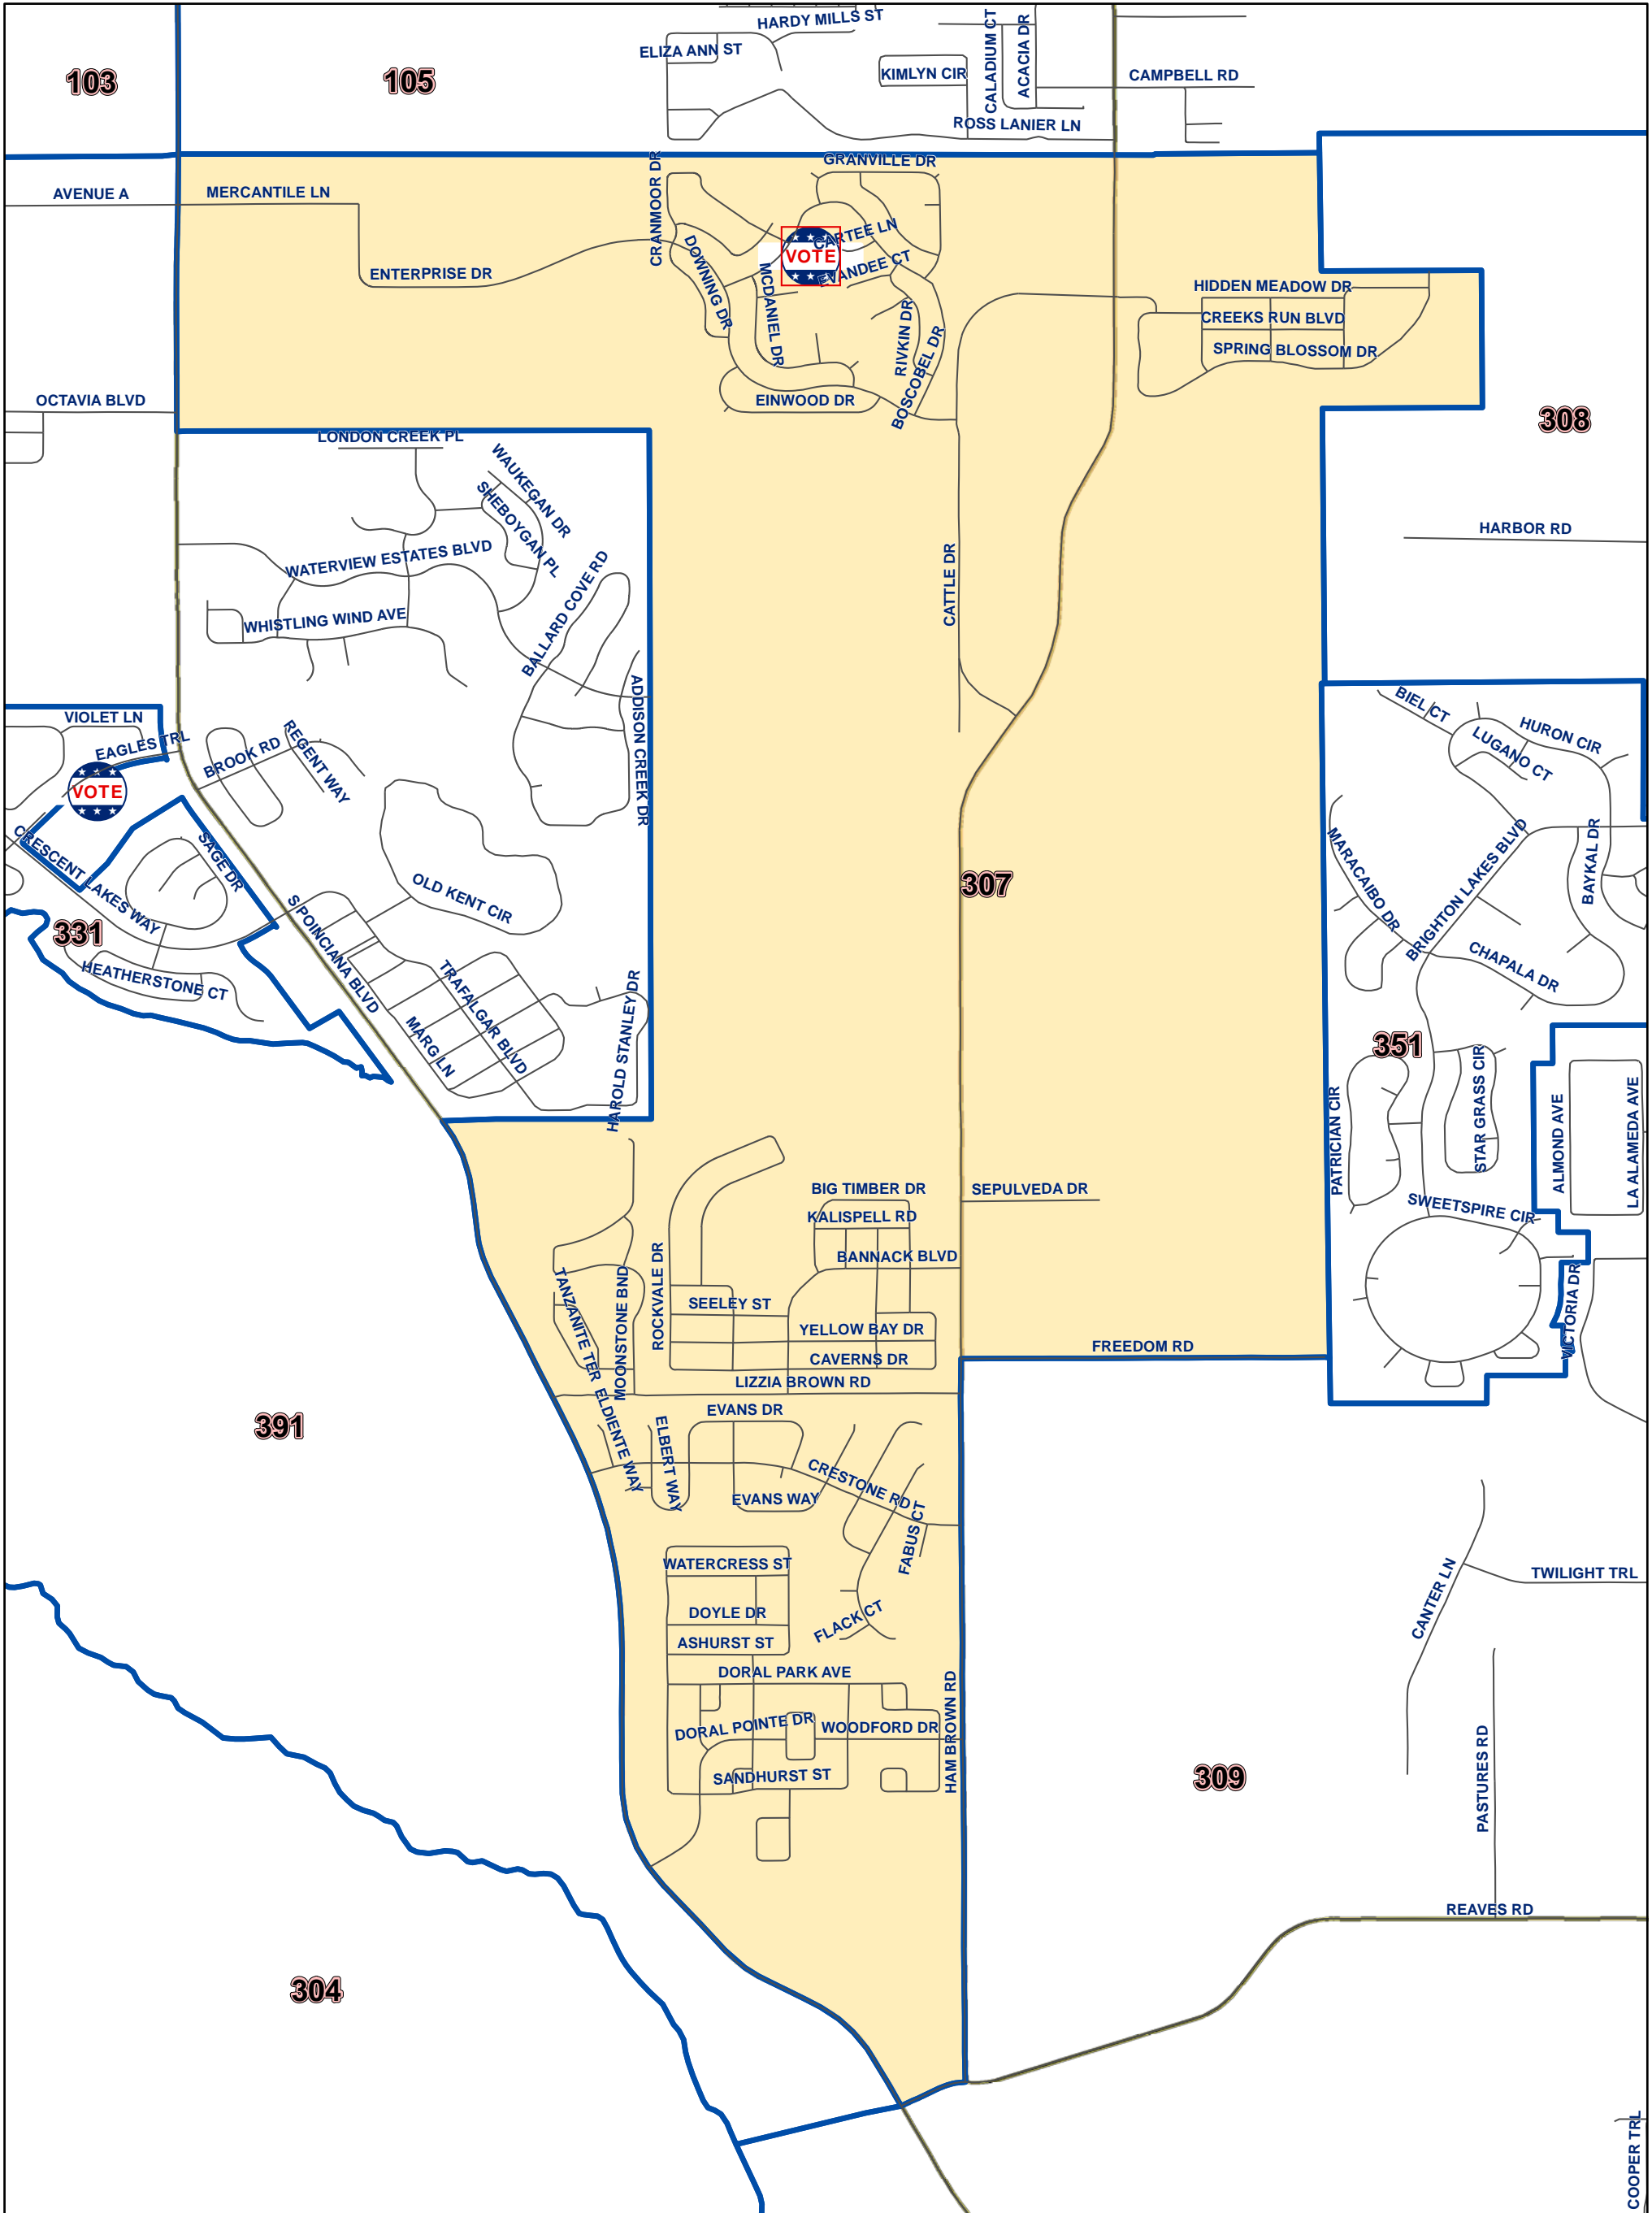 HARDY MILLS ST
ELIZA ANN ST
KIMLYN CIR
CALADIUM CT
ACACIA DR
CAMPBELL RD
103
105
ROSS LANIER LN
GRANVILLE DR
AVENUE A
MERCANTILE LN
CRANMOOR DR
CARTEE LN
VOTE
EVANDEE CT
ENTERPRISE DR
DOWNING DR
MCDANIEL DR
RIVKIN DR
BOSCOBEL DR
HIDDEN MEADOW DR
CREEKS RUN BLVD
SPRING BLOSSOM DR
OCTAVIA BLVD
EINWOOD DR
308
LONDON CREEK PL
WAUKEGAN DR
SHEBOYGAN PL
HARBOR RD
WATERVIEW ESTATES BLVD
CATTLE DR
WHISTLING WIND AVE
BALLARD COVE RD
ADDISON CREEK DR
VIOLET LN
EAGLES TRL
BROOK RD
REGENT WAY
BIEL CT
HURON CIR
LUGANO CT
VOTE
CRESCENT LAKES WAY
SAGE DR
MARACAIBO DR
BRIGHTON LAKES BLVD
BAYKAL DR
OLD KENT CIR
307
331
S POINCIANA BLVD
HEATHERSTONE CT
TRAFALGAR BLVD
MARG LN
HAROLD STANLEY DR
CHAPALA DR
351
PATRICIAN CIR
STAR GRASS CIR
ALMOND AVE
LA ALAMEDA AVE
BIG TIMBER DR
SEPULVEDA DR
KALISPELL RD
SWEETSPIRE CIR
BANNACK BLVD
ROCKVALE DR
TANZANITE TER
MOONSTONE BND
SEELEY ST
YELLOW BAY DR
CAVERNS DR
FREEDOM RD
VICTORIA DR
LIZZIA BROWN RD
EVANS DR
391
ELDIENTE WAY
ELBERT WAY
CRESTONE RD
EVANS WAY
FABUS CT
WATERCRESS ST
TWILIGHT TRL
CANTER LN
DOYLE DR
FLACK CT
ASHURST ST
DORAL PARK AVE
DORAL POINTE DR
WOODFORD DR
HAM BROWN RD
SANDHURST ST
309
PASTURES RD
REAVES RD
304
COOPER TRL